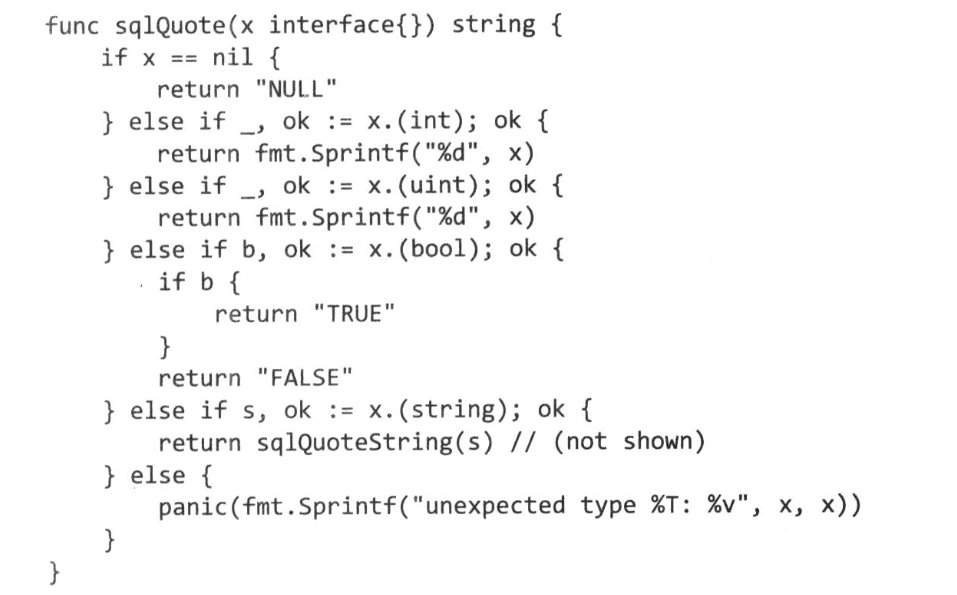 func sqlQuote(x interface{}) string {
    if x == nil {
        return "NULL"
    } else if _, ok := x.(int); ok {
        return fmt.Sprintf("%d", x)
    } else if _, ok := x.(uint); ok {
        return fmt.Sprintf("%d", x)
    } else if b, ok := x.(bool); ok {
        if b {
            return "TRUE"
        }
        return "FALSE"
    } else if s, ok := x.(string); ok {
        return sqlQuoteString(s) // (not shown)
    } else {
        panic(fmt.Sprintf("unexpected type %T: %v", x, x))
    }
}